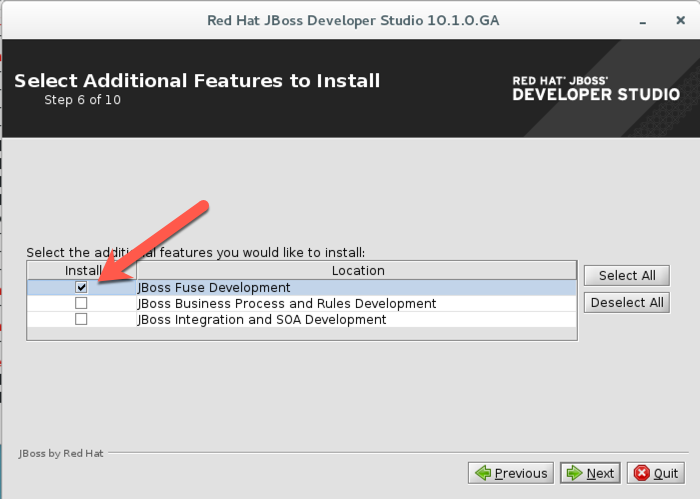 Red Hat JBoss Developer Studio 10.1.0.GA
Select Additional Features to Install
Step 6 of 10
RED HAT® JBOSS®
DEVELOPER STUDIO
Select the additional features you would like to install:
Install Location
JBoss Fuse Development
JBoss Business Process and Rules Development
JBoss Integration and SOA Development
Select All
Deselect All
JBoss by Red Hat
Previous Next Quit